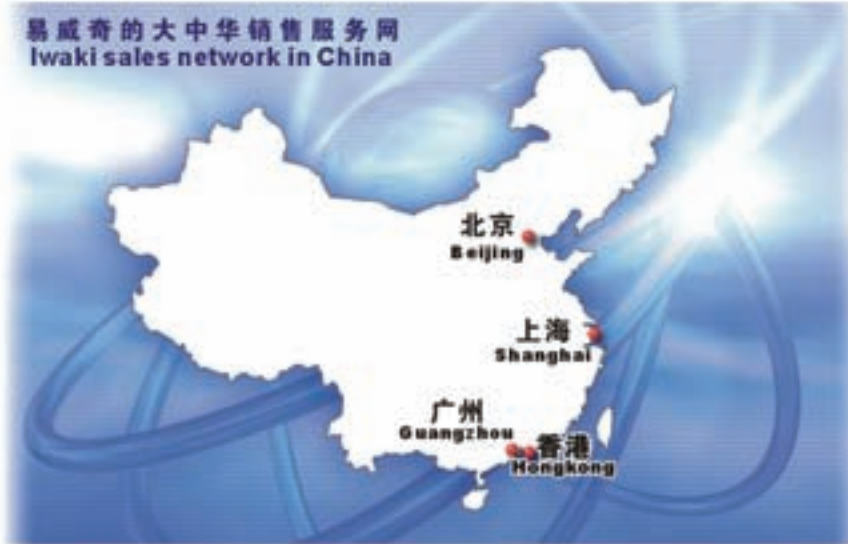 易威奇的大中华销售服务网
Iwaki sales network in China
北京
Beijing
上海
Shanghai
广州
Guangzhou
香港
Hongkong